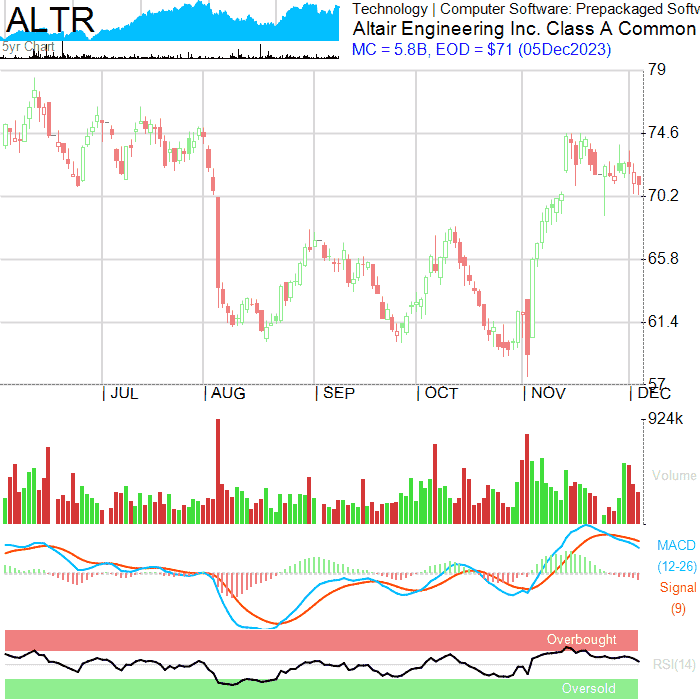 ALTR
5yr Chart
Technology | Computer Software: Prepackaged Softw
Altair Engineering Inc. Class A Common
MC = 5.8B, EOD = $71 (05Dec2023)
79
74.6
70.2
65.8
61.4
57
| JUL | AUG | SEP | OCT | NOV | DEC
924k
Volume
MACD
(12-26)
Signal
(9)
Overbought
RSI(14)
Oversold